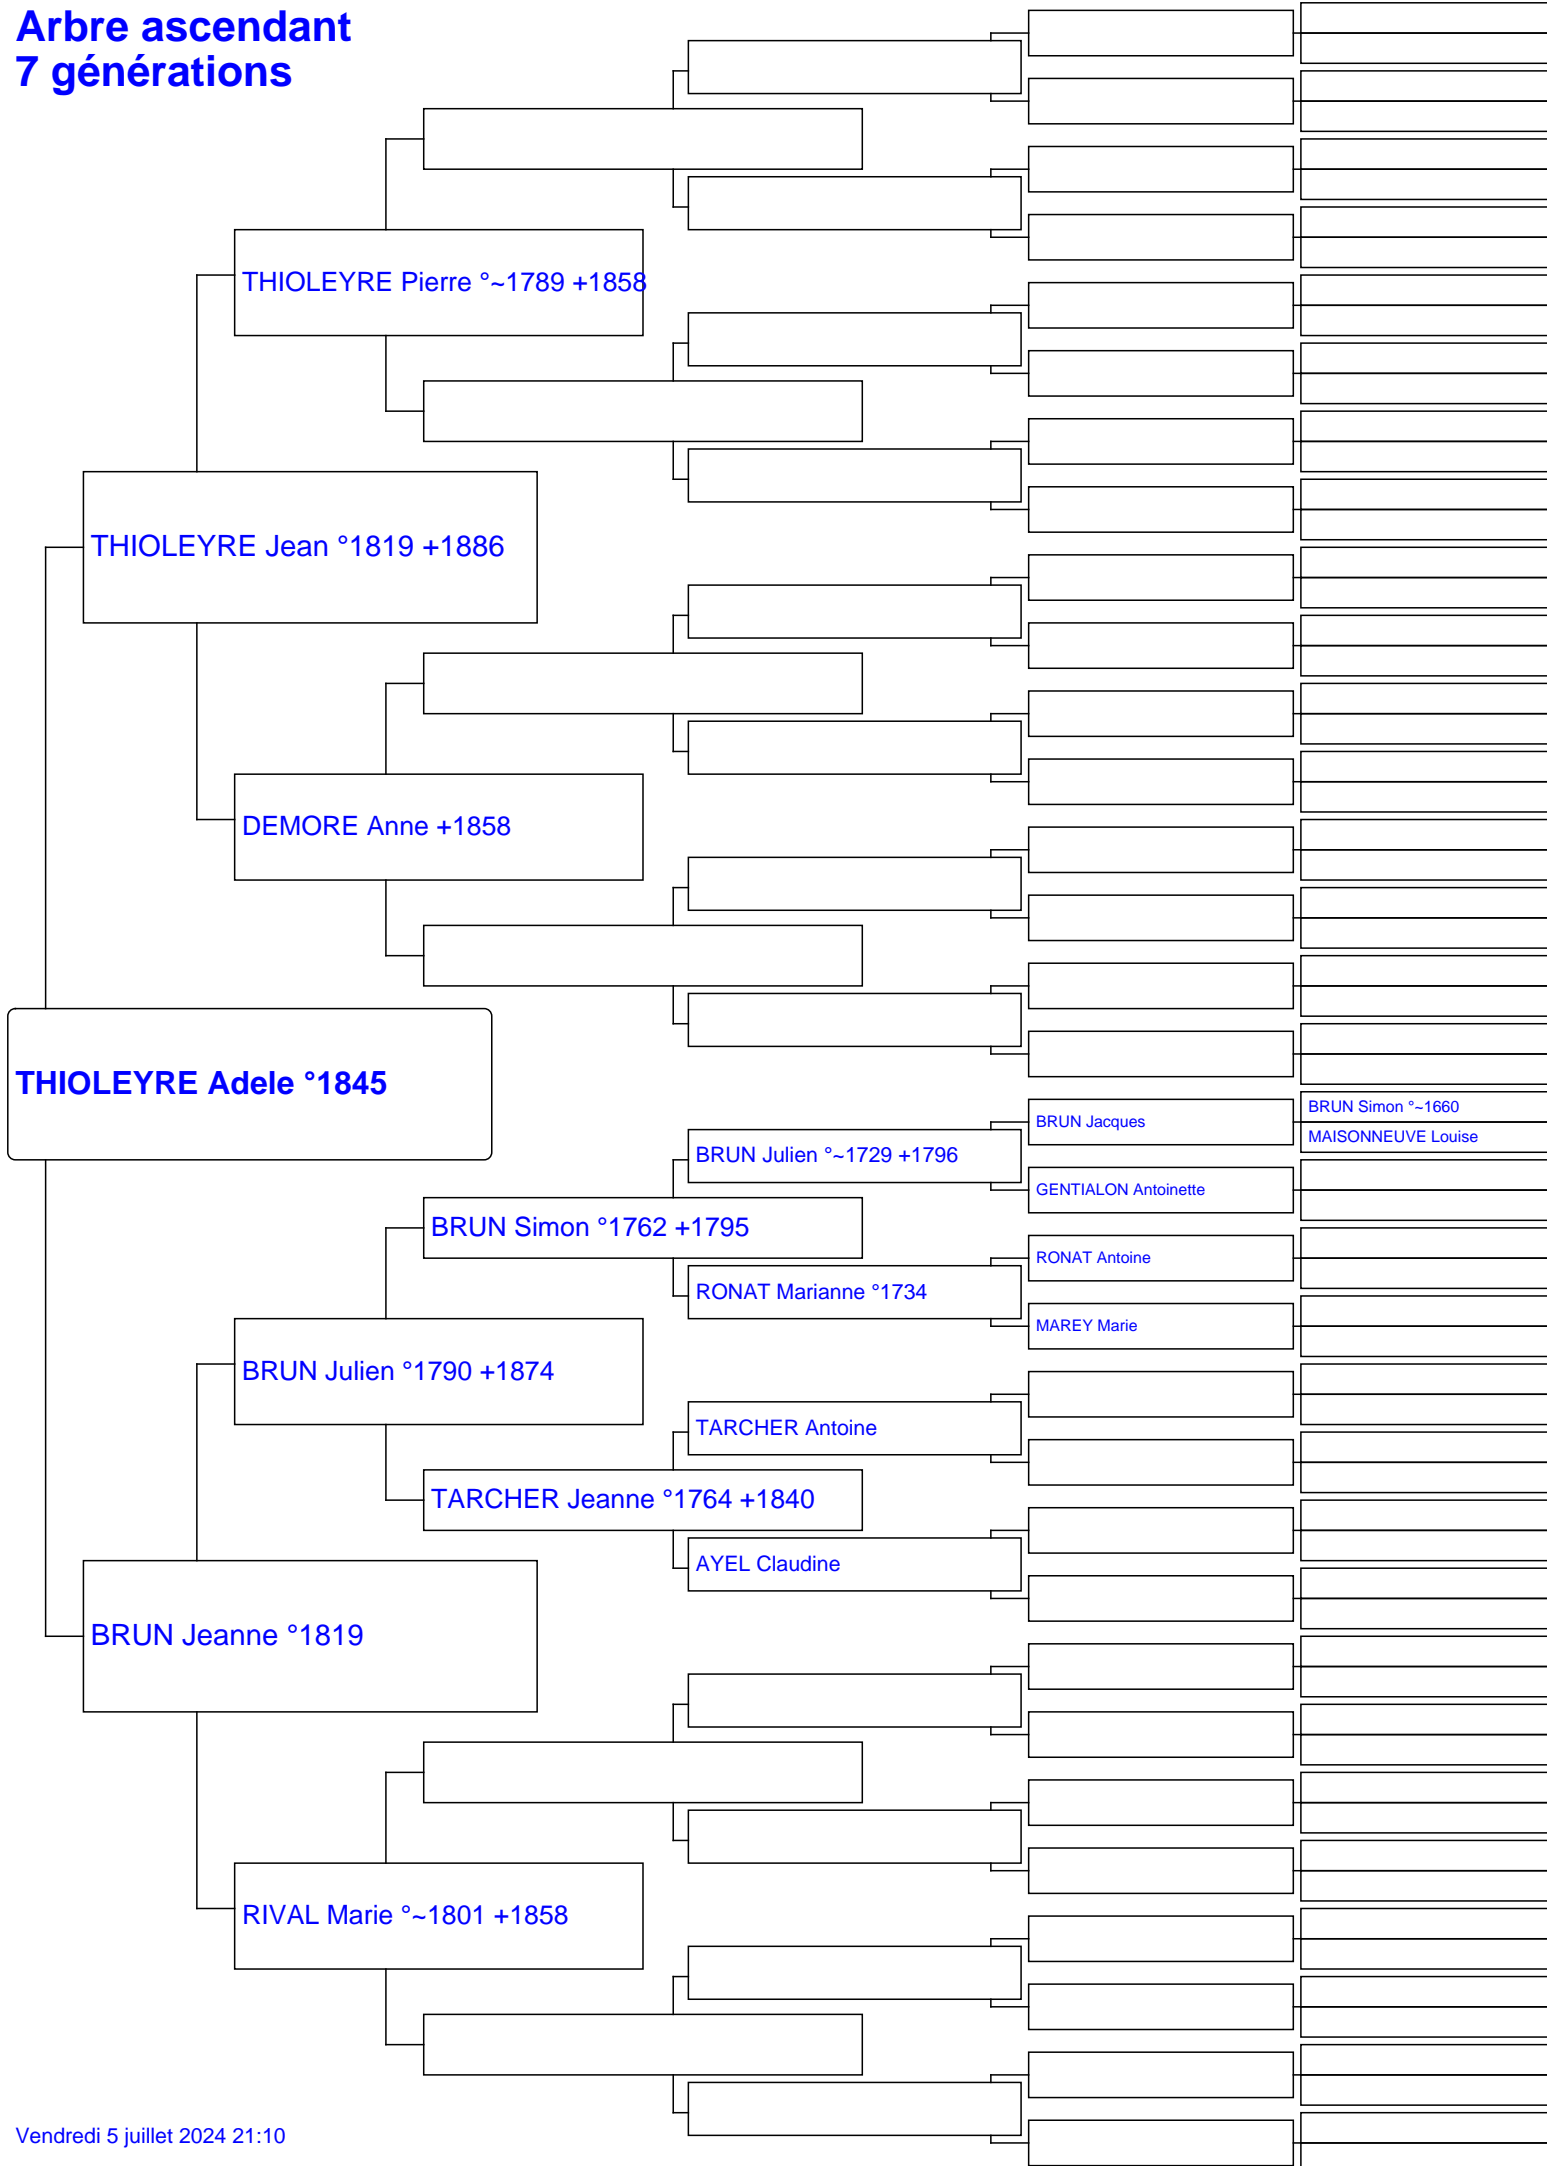 Arbre ascendant
7 générations
THIOLEYRE Pierre °~1789 +1858
THIOLEYRE Jean °1819 +1886
DEMORE Anne +1858
THIOLEYRE Adele °1845
BRUN Jacques
BRUN Simon °~1660
MAISONNEUVE Louise
BRUN Julien °~1729 +1796
GENTIALON Antoinette
BRUN Simon °1762 +1795
RONAT Antoine
RONAT Marianne °1734
MAREY Marie
BRUN Julien °1790 +1874
TARCHER Antoine
TARCHER Jeanne °1764 +1840
AYEL Claudine
BRUN Jeanne °1819
RIVAL Marie °~1801 +1858
Vendredi 5 juillet 2024 21:10